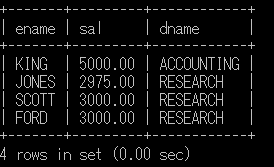 +-------+---------+------------+
| ename | sal | dname |
+-------+---------+------------+
| KING | 5000.00 | ACCOUNTING |
| JONES | 2975.00 | RESEARCH |
| SCOTT | 3000.00 | RESEARCH |
| FORD | 3000.00 | RESEARCH |
+-------+---------+------------+
4 rows in set (0.00 sec)